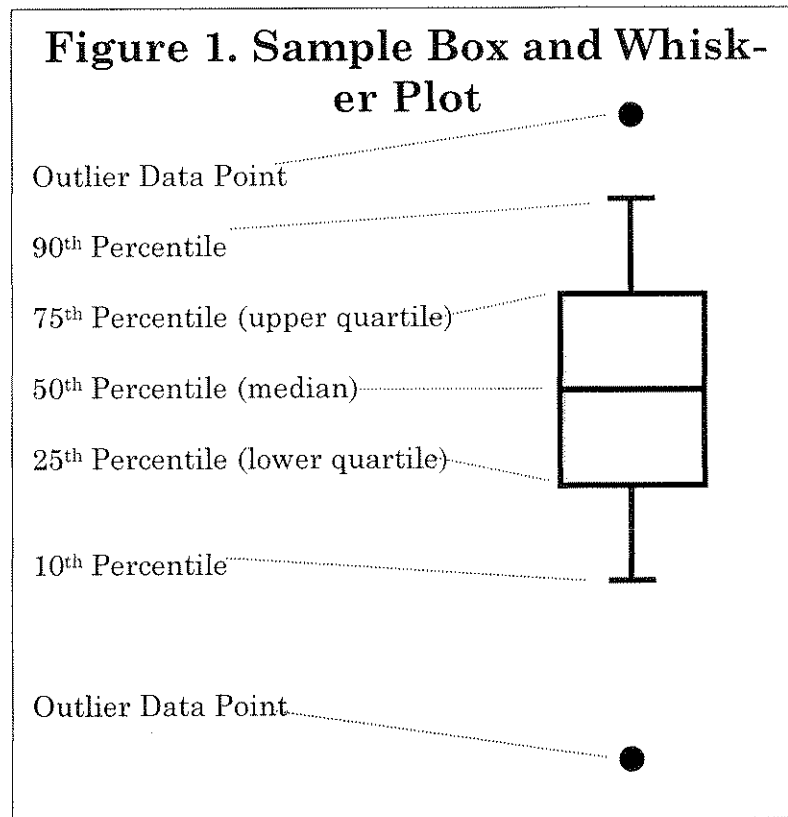 Figure 1. Sample Box and Whisk-
er Plot
Outlier Data Point
90th Percentile
75th Percentile (upper quartile)
50th Percentile (median)
25th Percentile (lower quartile)
10th Percentile
Outlier Data Point